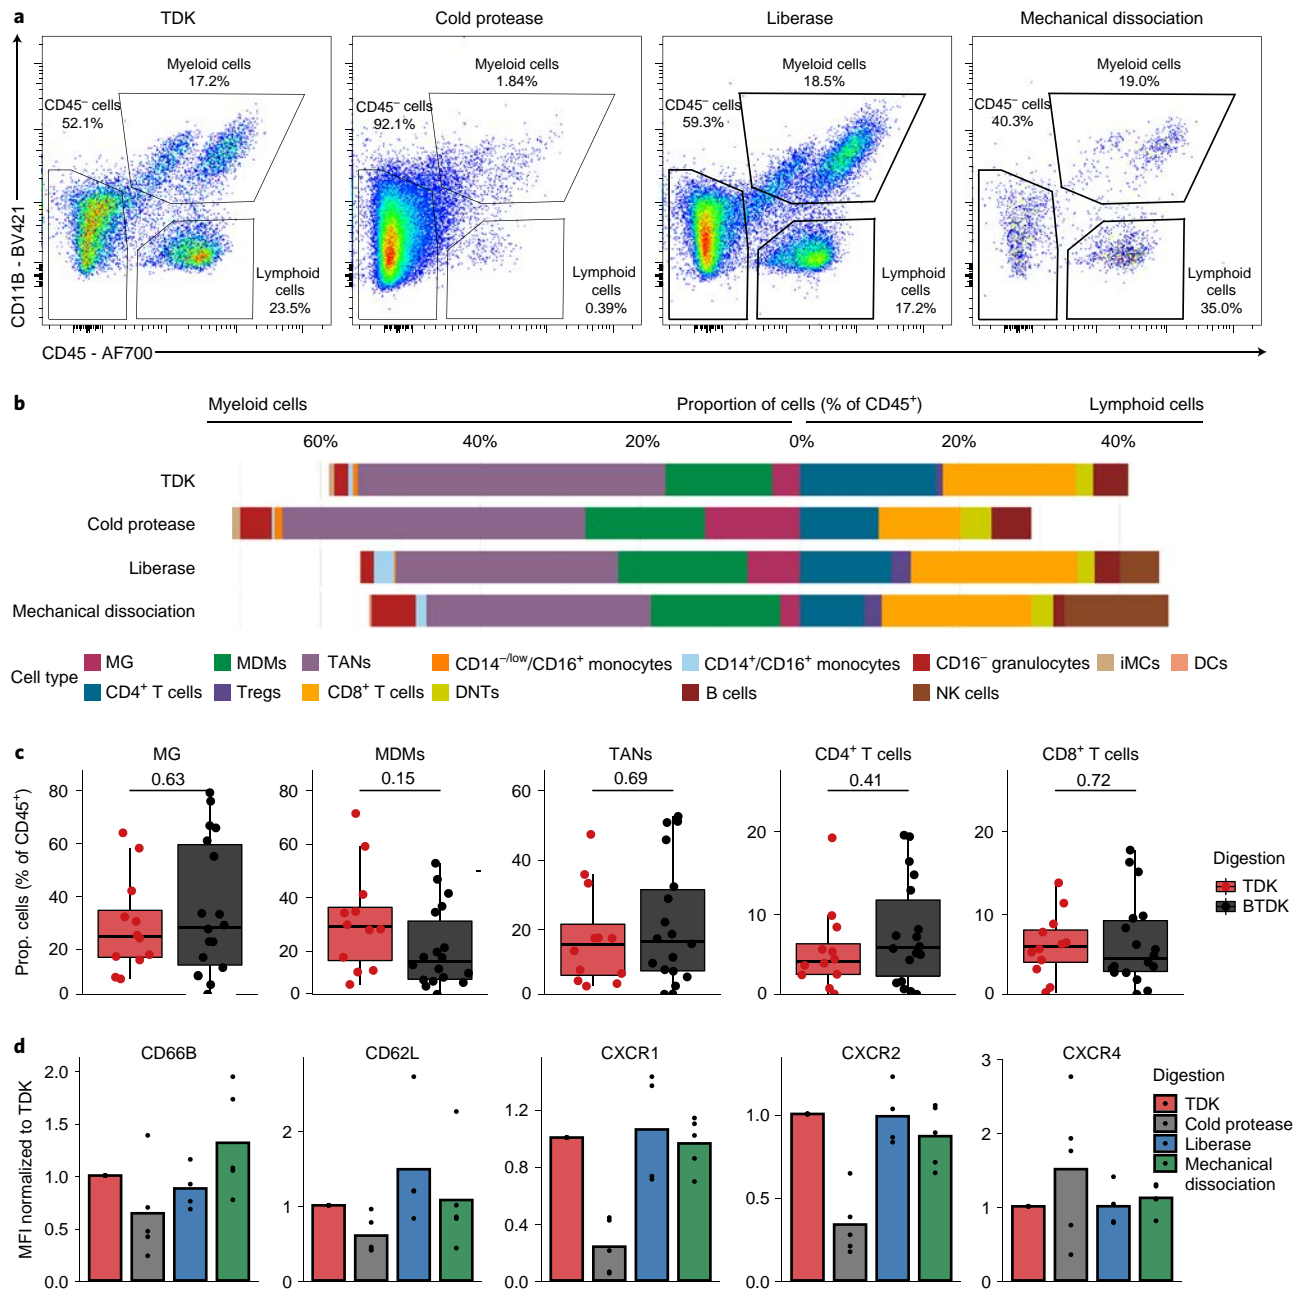 a
TDK
Cold protease
Liberase
Mechanical dissociation
CD11B - BV421
Myeloid cells
17.2%
CD45⁻ cells
52.1%
Lymphoid
cells
23.5%
Myeloid cells
1.84%
CD45⁻ cells
92.1%
Lymphoid
cells
0.39%
Myeloid cells
18.5%
CD45⁻ cells
59.3%
Lymphoid
cells
17.2%
Myeloid cells
19.0%
CD45⁻ cells
40.3%
Lymphoid
cells
35.0%
CD45 - AF700
b
Myeloid cells
Proportion of cells (% of CD45⁺)
Lymphoid cells
60% 40% 20% 0% 20% 40%
TDK
Cold protease
Liberase
Mechanical dissociation
Cell type
MG MDMs TANs CD14⁻/ˡᵒʷ/CD16⁺ monocytes CD14⁺/CD16⁺ monocytes CD16⁻ granulocytes iMCs DCs
CD4⁺ T cells Tregs CD8⁺ T cells DNTs B cells NK cells
c
Prop. cells (% of CD45⁺)
MG
0.63
80
60
40
20
0
MDMs
0.15
80
60
30
20
0
TANs
0.69
60
40
20
0
CD4⁺ T cells
0.41
20
10
0
CD8⁺ T cells
0.72
20
10
0
Digestion
TDK
BTDK
d
MFI normalized to TDK
CD66B
2.0
1.5
1.0
0.5
0.0
CD62L
2
1
0
CXCR1
1.2
0.8
0.4
0.0
CXCR2
1.0
0.5
0.0
CXCR4
3
2
1
0
Digestion
TDK
Cold protease
Liberase
Mechanical
dissociation